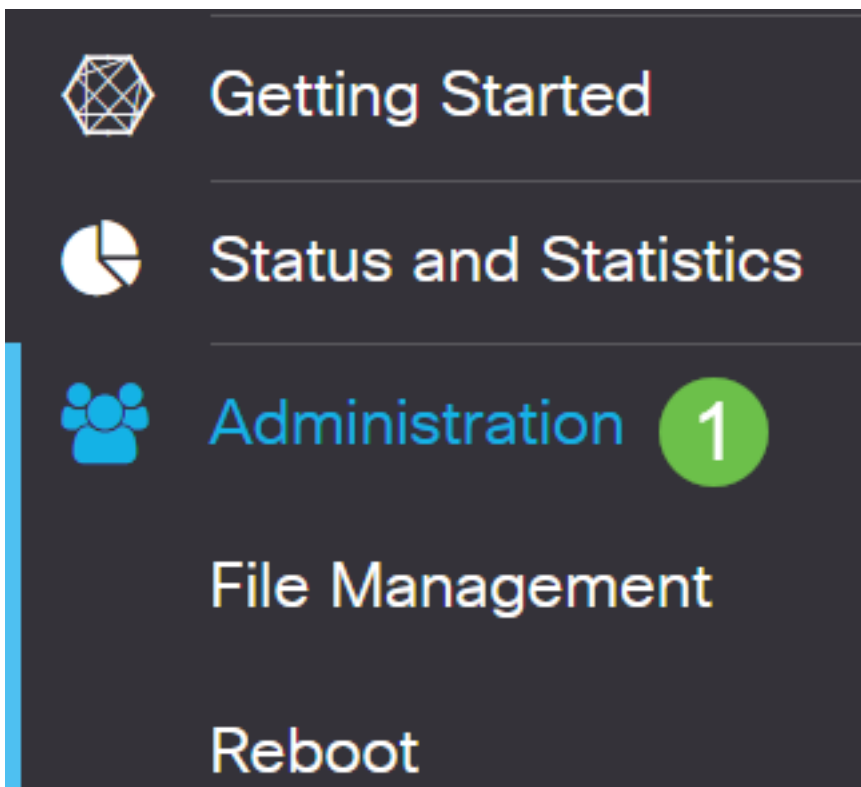 Getting Started
Status and Statistics
Administration 1
File Management
Reboot